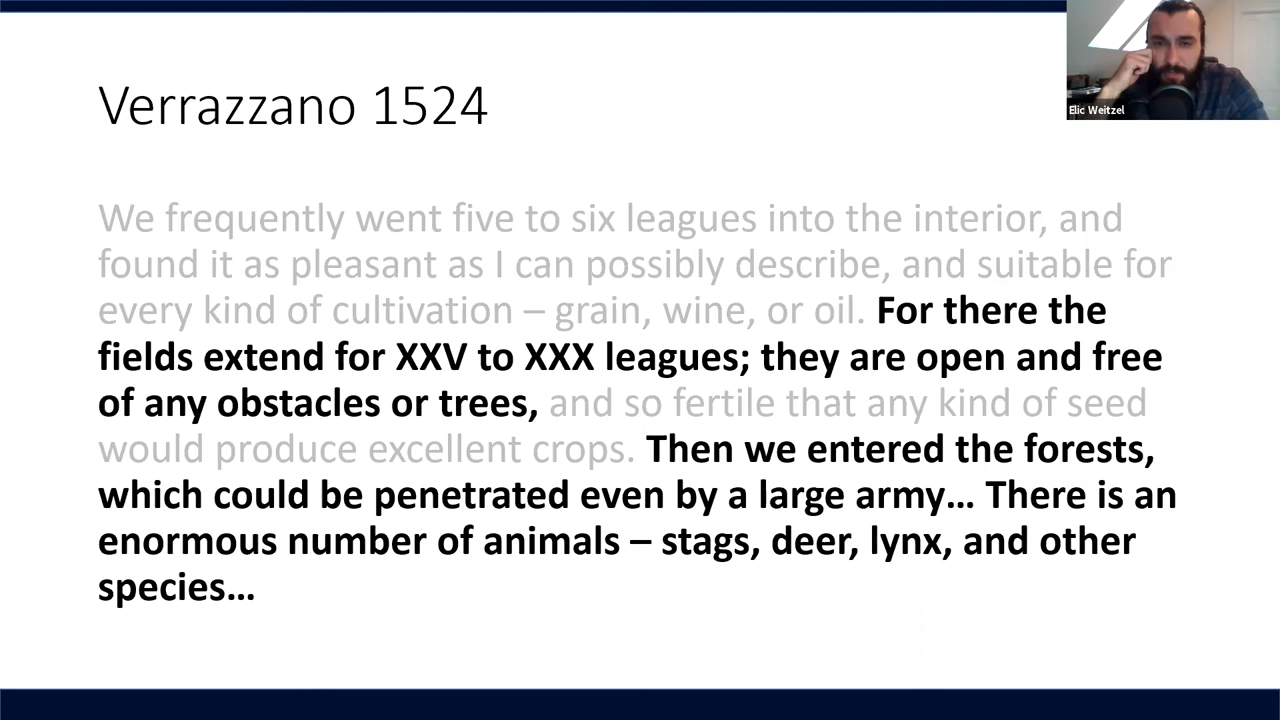 Verrazzano 1524
Elic Weitzel
We frequently went five to six leagues into the interior, and
found it as pleasant as I can possibly describe, and suitable for
every kind of cultivation – grain, wine, or oil. For there the
fields extend for XXV to XXX leagues; they are open and free
of any obstacles or trees, and so fertile that any kind of seed
would produce excellent crops. Then we entered the forests,
which could be penetrated even by a large army… There is an
enormous number of animals – stags, deer, lynx, and other
species…